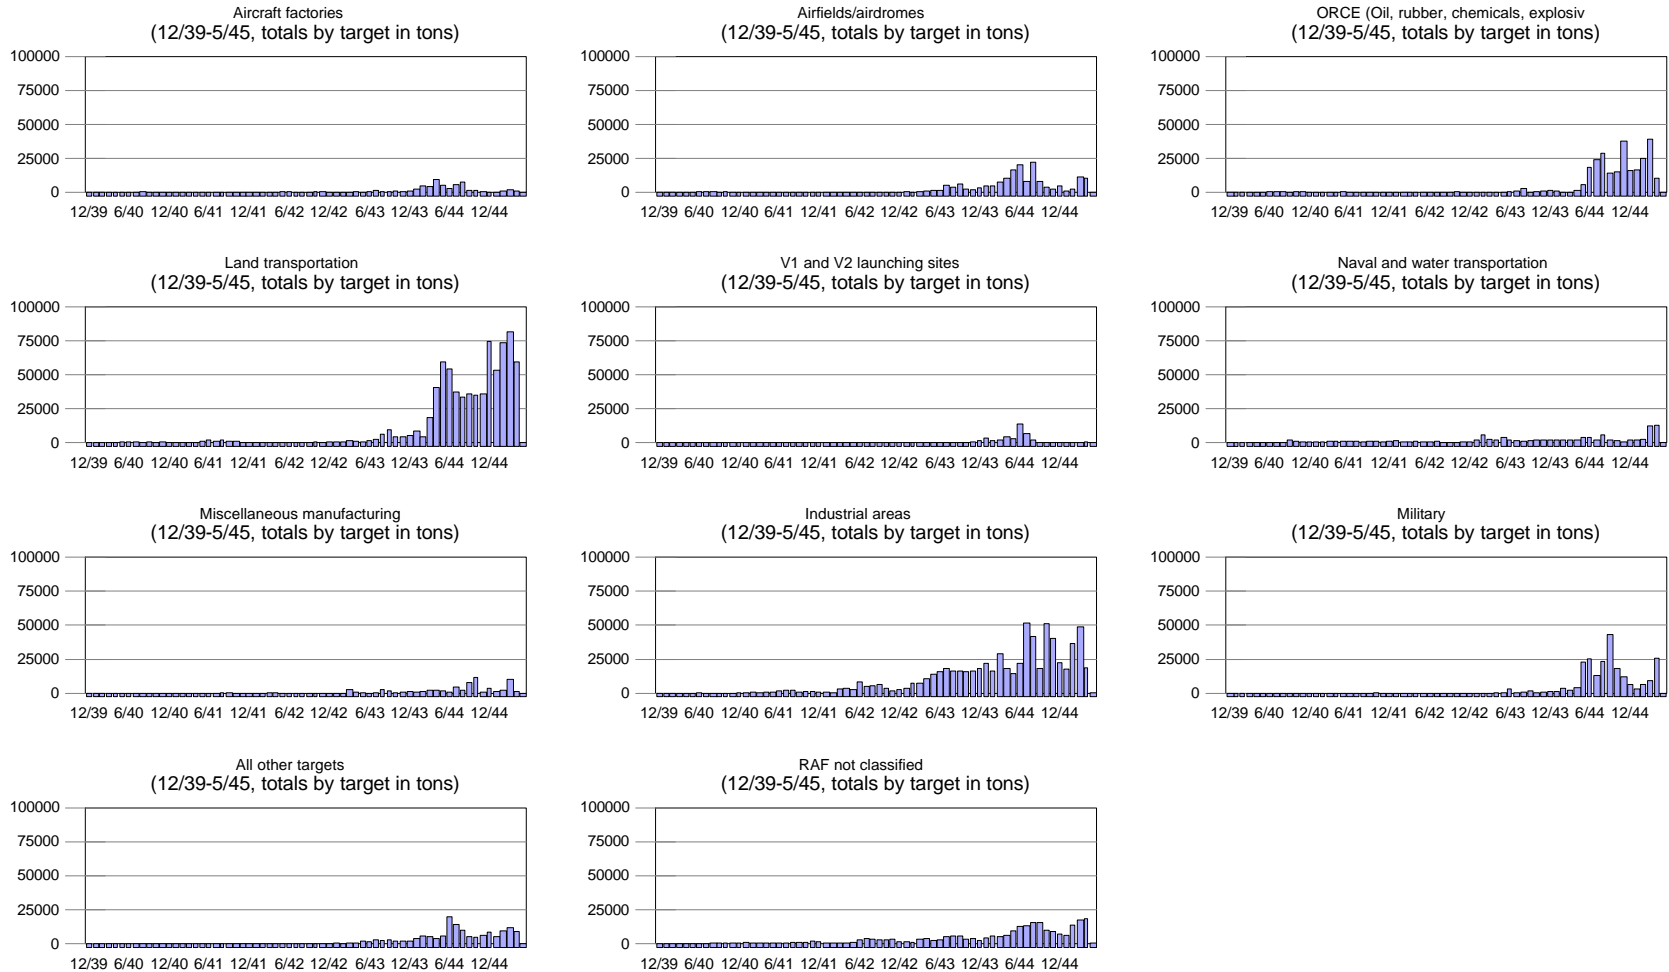 Aircraft factories
(12/39-5/45, totals by target in tons)
100000
75000
50000
25000
0
12/39 6/40 12/40 6/41 12/41 6/42 12/42 6/43 12/43 6/44 12/44
Airfields/airdromes
(12/39-5/45, totals by target in tons)
100000
75000
50000
25000
0
12/39 6/40 12/40 6/41 12/41 6/42 12/42 6/43 12/43 6/44 12/44
ORCE (Oil, rubber, chemicals, explosiv
(12/39-5/45, totals by target in tons)
100000
75000
50000
25000
0
12/39 6/40 12/40 6/41 12/41 6/42 12/42 6/43 12/43 6/44 12/44
Land transportation
(12/39-5/45, totals by target in tons)
100000
75000
50000
25000
0
12/39 6/40 12/40 6/41 12/41 6/42 12/42 6/43 12/43 6/44 12/44
V1 and V2 launching sites
(12/39-5/45, totals by target in tons)
100000
75000
50000
25000
0
12/39 6/40 12/40 6/41 12/41 6/42 12/42 6/43 12/43 6/44 12/44
Naval and water transportation
(12/39-5/45, totals by target in tons)
100000
75000
50000
25000
0
12/39 6/40 12/40 6/41 12/41 6/42 12/42 6/43 12/43 6/44 12/44
Miscellaneous manufacturing
(12/39-5/45, totals by target in tons)
100000
75000
50000
25000
0
12/39 6/40 12/40 6/41 12/41 6/42 12/42 6/43 12/43 6/44 12/44
Industrial areas
(12/39-5/45, totals by target in tons)
100000
75000
50000
25000
0
12/39 6/40 12/40 6/41 12/41 6/42 12/42 6/43 12/43 6/44 12/44
Military
(12/39-5/45, totals by target in tons)
100000
75000
50000
25000
0
12/39 6/40 12/40 6/41 12/41 6/42 12/42 6/43 12/43 6/44 12/44
All other targets
(12/39-5/45, totals by target in tons)
100000
75000
50000
25000
0
12/39 6/40 12/40 6/41 12/41 6/42 12/42 6/43 12/43 6/44 12/44
RAF not classified
(12/39-5/45, totals by target in tons)
100000
75000
50000
25000
0
12/39 6/40 12/40 6/41 12/41 6/42 12/42 6/43 12/43 6/44 12/44